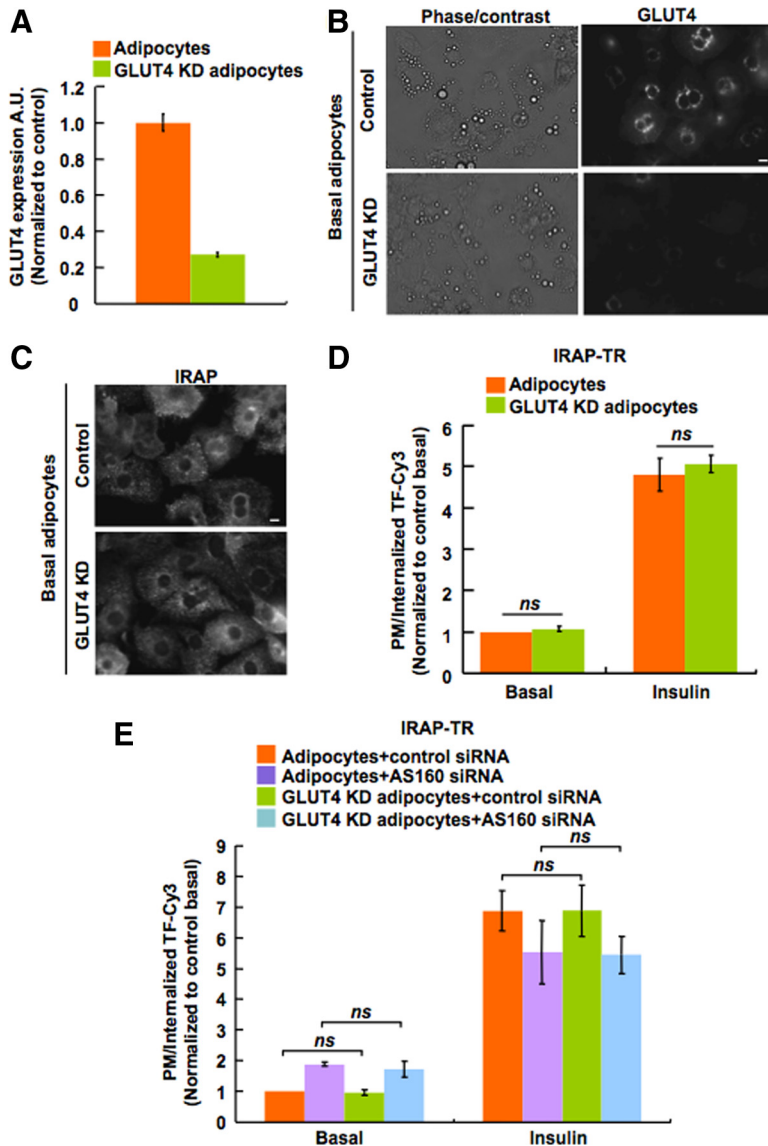 A
Adipocytes
GLUT4 KD adipocytes
GLUT4 expression A.U.
(Normalized to control)
1.2
1.0
0.8
0.6
0.4
0.2
0
B
Phase/contrast
GLUT4
Basal adipocytes
Control
GLUT4 KD
C
IRAP
Basal adipocytes
Control
GLUT4 KD
D
IRAP-TR
Adipocytes
GLUT4 KD adipocytes
PM/Internalized TF-Cy3
(Normalized to control basal)
6
5
4
3
2
1
0
ns
ns
Basal
Insulin
E
IRAP-TR
Adipocytes+control siRNA
Adipocytes+AS160 siRNA
GLUT4 KD adipocytes+control siRNA
GLUT4 KD adipocytes+AS160 siRNA
PM/Internalized TF-Cy3
(Normalized to control basal)
9
8
7
6
5
4
3
2
1
0
ns
ns
ns
ns
Basal
Insulin